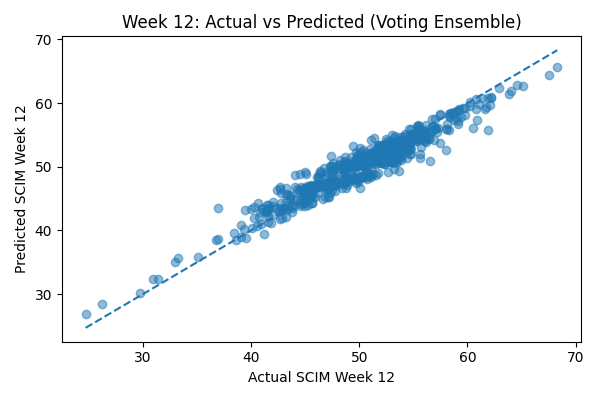 Week 12: Actual vs Predicted (Voting Ensemble)
70
60
50
40
30
Predicted SCIM Week 12
30 40 50 60 70
Actual SCIM Week 12